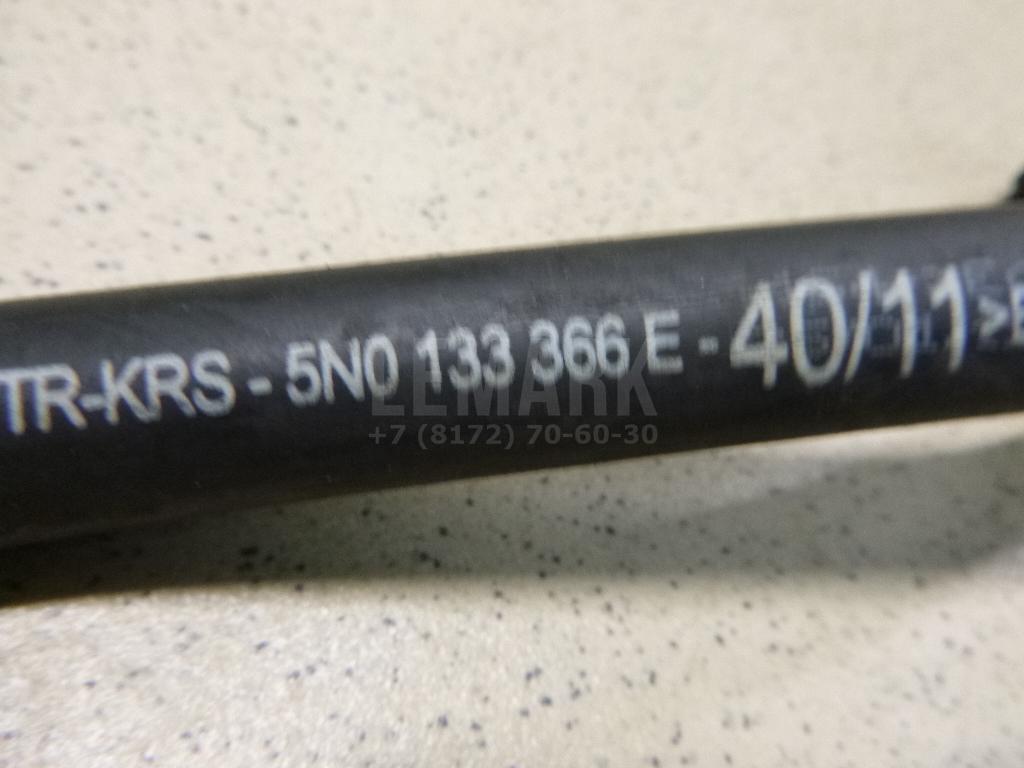 TR-KRS - 5N0 133 366 E - 40/11 >E
LEMARK
+7 (8172) 70-60-30